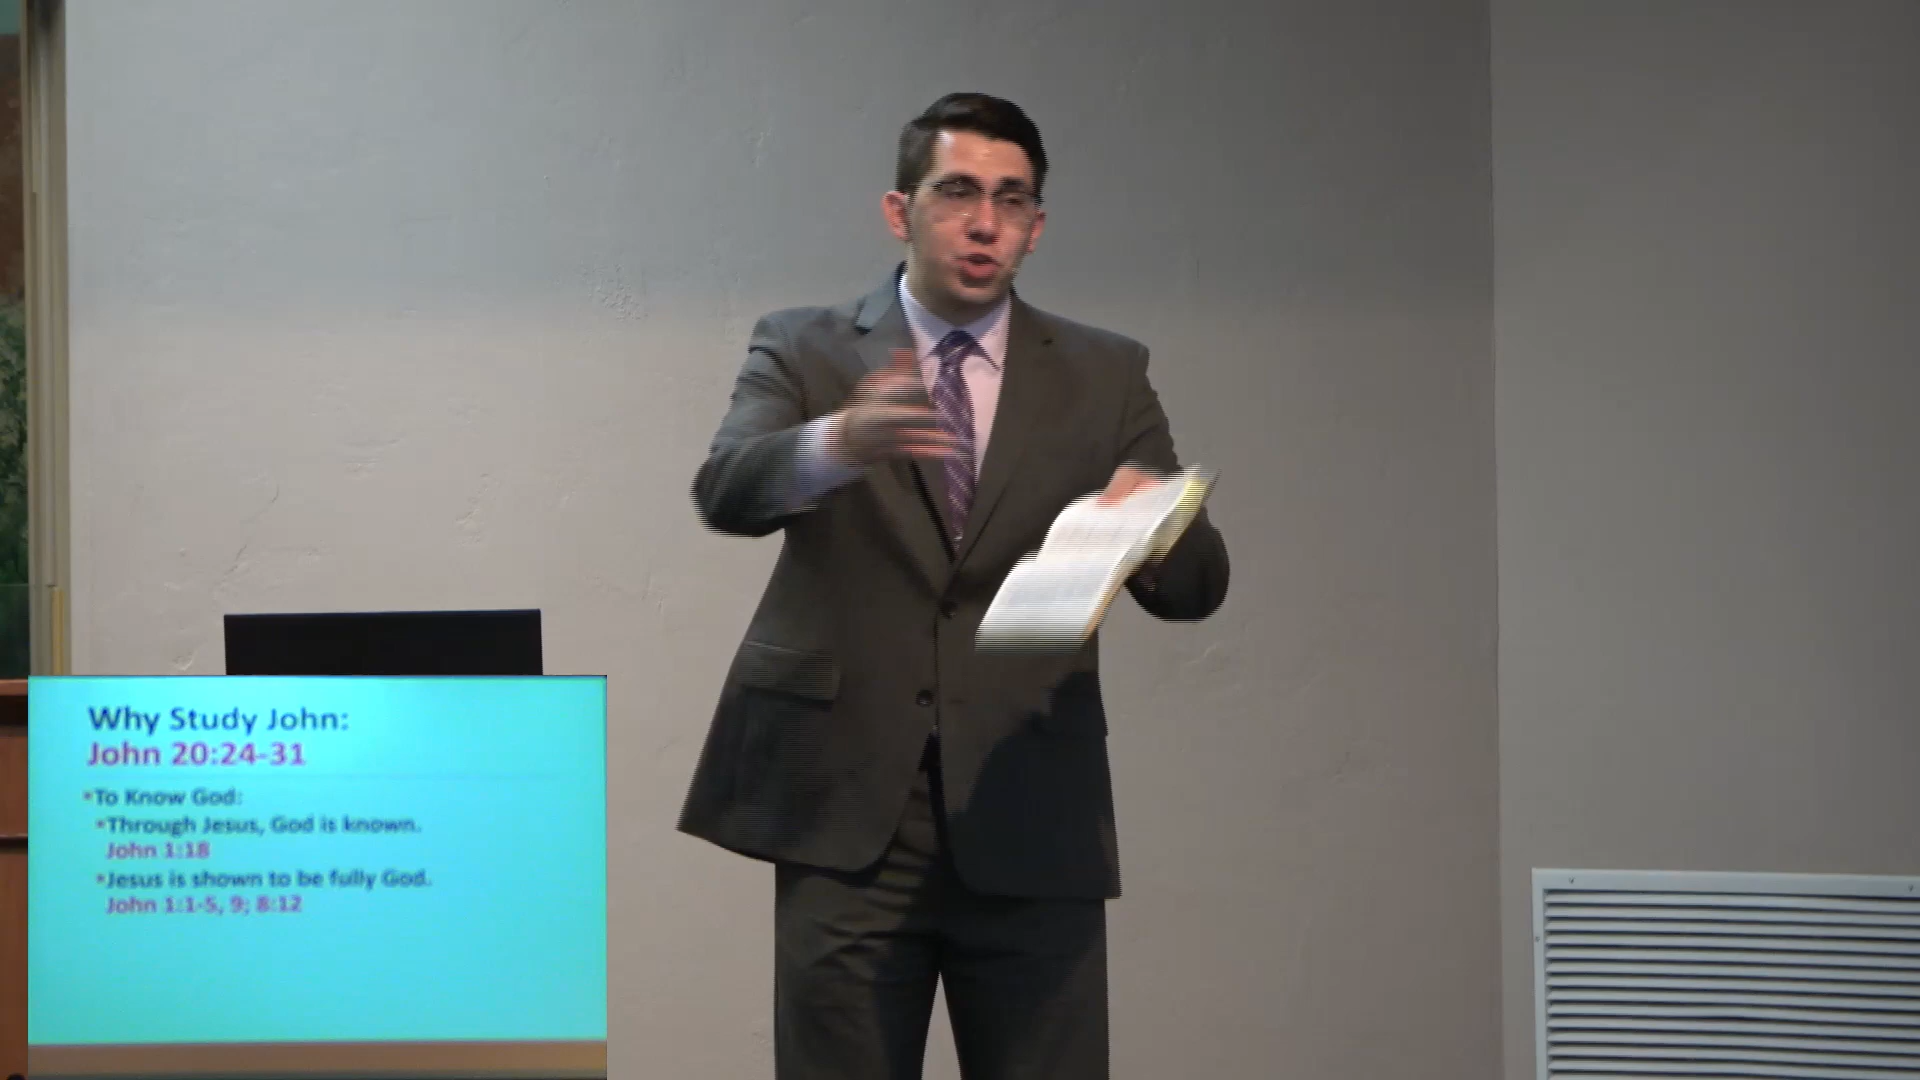 Why Study John:
John 20:24-31
To Know God:
Through Jesus, God is known.
John 1:18
Jesus is shown to be fully God.
John 1:1-5, 9; 8:12